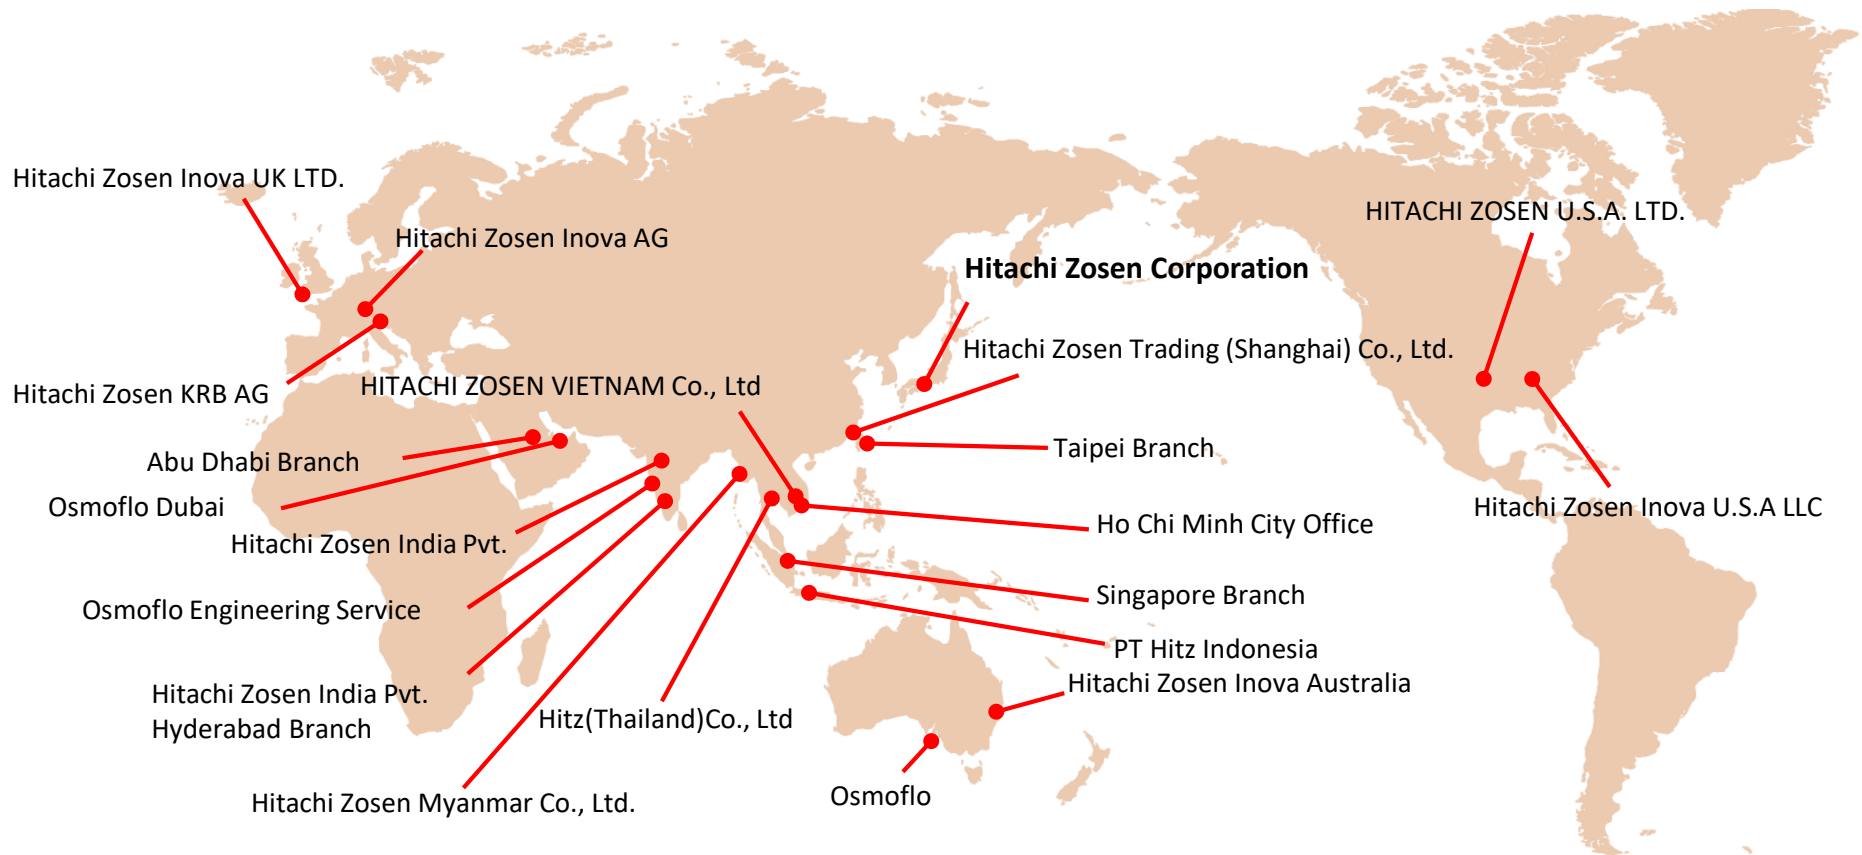 Hitachi Zosen Inova UK LTD.
HITACHI ZOSEN U.S.A. LTD.
Hitachi Zosen Inova AG
Hitachi Zosen Corporation
Hitachi Zosen Trading (Shanghai) Co., Ltd.
Hitachi Zosen KRB AG
HITACHI ZOSEN VIETNAM Co., Ltd
Abu Dhabi Branch
Taipei Branch
Osmoflo Dubai
Hitachi Zosen Inova U.S.A LLC
Ho Chi Minh City Office
Hitachi Zosen India Pvt.
Osmoflo Engineering Service
Singapore Branch
PT Hitz Indonesia
Hitachi Zosen Inova Australia
Hitachi Zosen India Pvt.
Hyderabad Branch
Hitz(Thailand)Co., Ltd
Hitachi Zosen Myanmar Co., Ltd.
Osmoflo